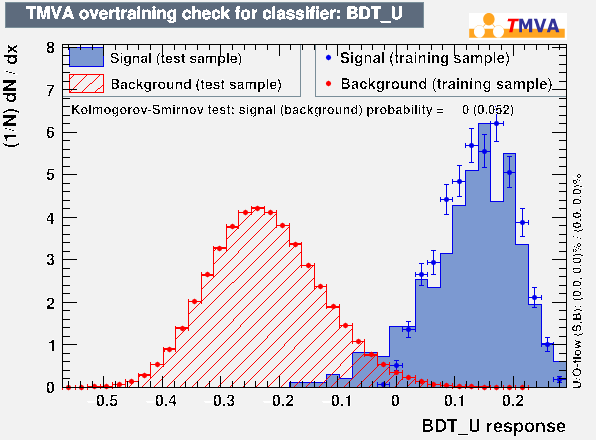 TMVA overtraining check for classifier: BDT_U
TMVA
Signal (test sample)
Background (test sample)
Signal (training sample)
Background (training sample)
Kolmogorov-Smirnov test: signal (background) probability = 0 (0.052)
(1/N) dN / dx
8
7
6
5
4
3
2
1
0
-0.5 -0.4 -0.3 -0.2 -0.1 0 0.1 0.2
BDT_U response
U/O-flow (S,B): (0.0, 0.0)% / (0.0, 0.0)%